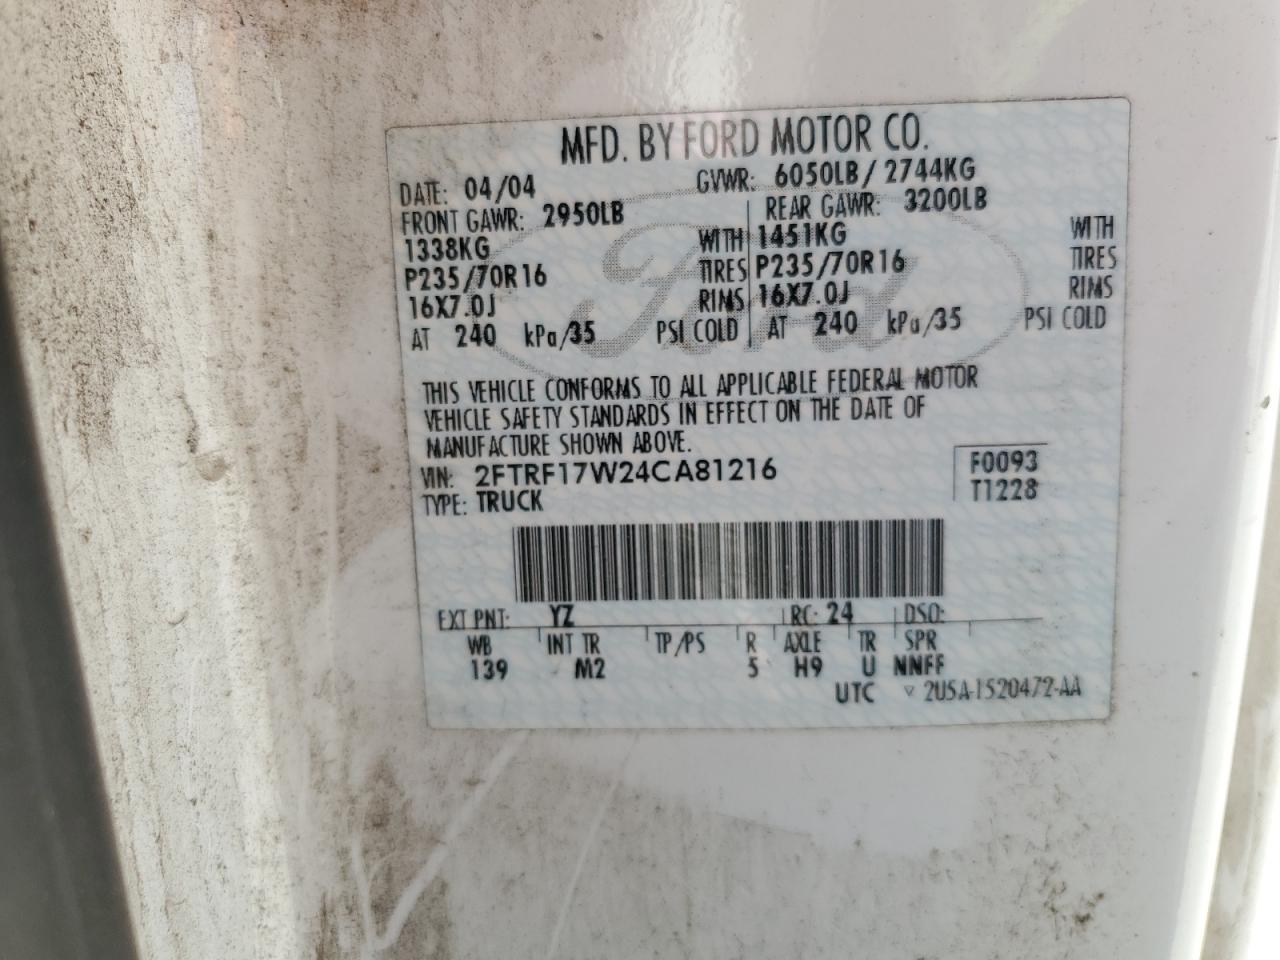 MFD. BY FORD MOTOR CO.
DATE: 04/04 GVWR: 6050LB / 2744KG
FRONT GAWR: 2950LB REAR GAWR: 3200LB
1338KG WITH 1451KG WITH
P235/70R16 TIRES P235/70R16 TIRES
16X7.0J RIMS 16X7.0J RIMS
AT 240 kPa/35 PSI COLD AT 240 kPa/35 PSI COLD
Ford
THIS VEHICLE CONFORMS TO ALL APPLICABLE FEDERAL MOTOR
VEHICLE SAFETY STANDARDS IN EFFECT ON THE DATE OF
MANUFACTURE SHOWN ABOVE.
VIN: 2FTRF17W24CA81216 F0093
TYPE: TRUCK T1228
EXT PNT: YZ RC: 24 DSO:
WB INT TR TP/PS R AXLE TR SPR
139 M2 5 H9 U NNFF
UTC ▽ 2U5A-1520472-AA